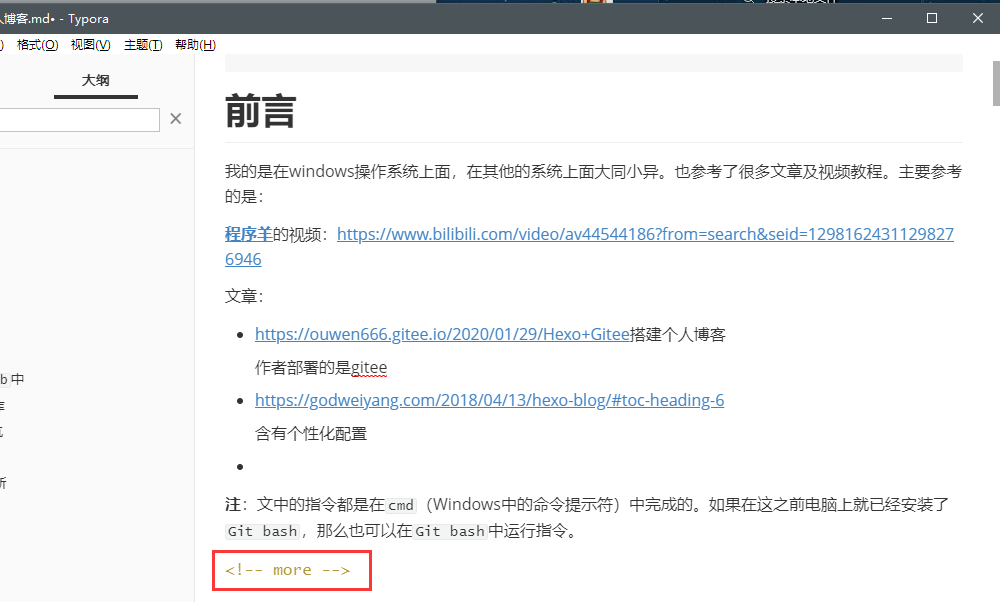 人博客.md• - Typora
) 格式(O) 视图(V) 主题(T) 帮助(H)
大纲
前言
我的是在windows操作系统上面，在其他的系统上面大同小异。也参考了很多文章及视频教程。主要参考
的是：
程序羊的视频：https://www.bilibili.com/video/av44544186?from=search&seid=1298162431129827
6946
文章：
https://ouwen666.gitee.io/2020/01/29/Hexo+Gitee搭建个人博客
作者部署的是gitee
b中
https://godweiyang.com/2018/04/13/hexo-blog/#toc-heading-6
含有个性化配置
注：文中的指令都是在cmd（Windows中的命令提示符）中完成的。如果在这之前电脑上就已经安装了
Git bash，那么也可以在Git bash中运行指令。
<!-- more -->